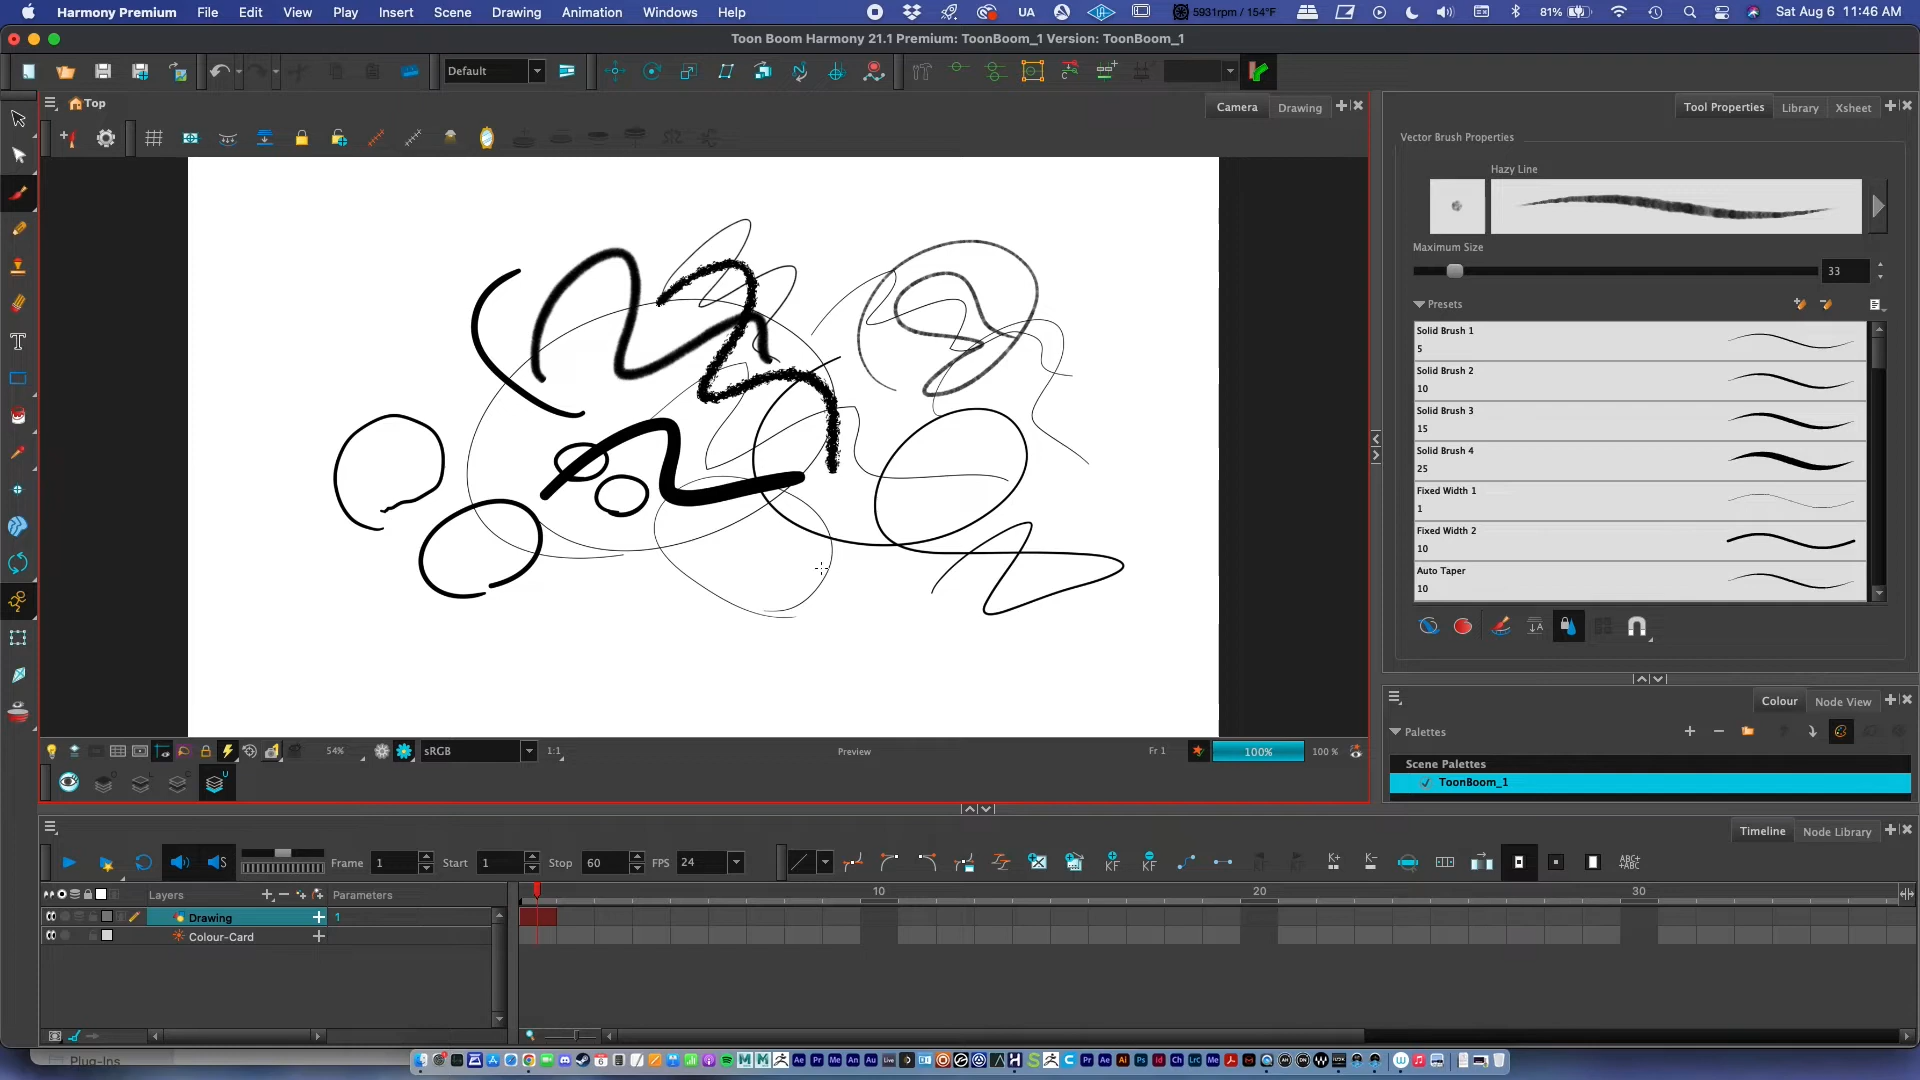 Harmony Premium File Edit View Play Insert Scene Drawing Animation Windows Help UA 5931rpm / 154°F 81% Sat Aug 6 11:46 AM
Toon Boom Harmony 21.1 Premium: ToonBoom_1 Version: ToonBoom_1
Default
Top Camera Drawing
Tool Properties Library Xsheet
Vector Brush Properties
Hazy Line
Maximum Size
33
Presets
Solid Brush 1
5
Solid Brush 2
10
Solid Brush 3
15
Solid Brush 4
25
Fixed Width 1
1
Fixed Width 2
10
Auto Taper
10
Colour Node View
Palettes
Scene Palettes
ToonBoom_1
54% sRGB 1:1 Preview Fr 1 100% 100 %
Timeline Node Library
Frame 1 Start 1 Stop 60 FPS 24
Layers Parameters 10 20 30
Drawing 1
Colour-Card
Plug-Ins